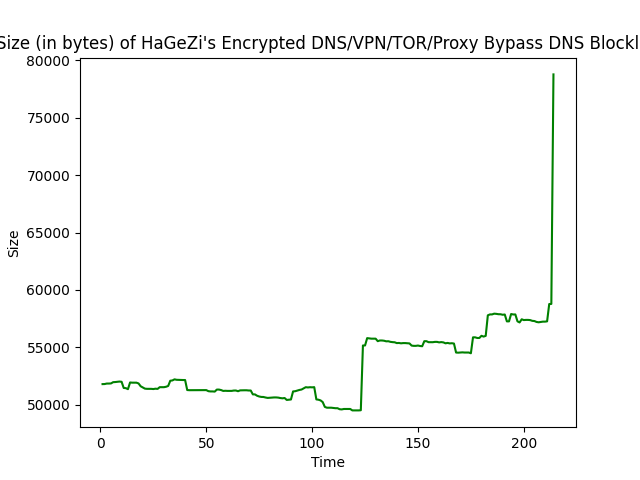 Size (in bytes) of HaGeZi's Encrypted DNS/VPN/TOR/Proxy Bypass DNS Blockl
80000
75000
70000
65000
60000
55000
50000
Size
0 50 100 150 200
Time